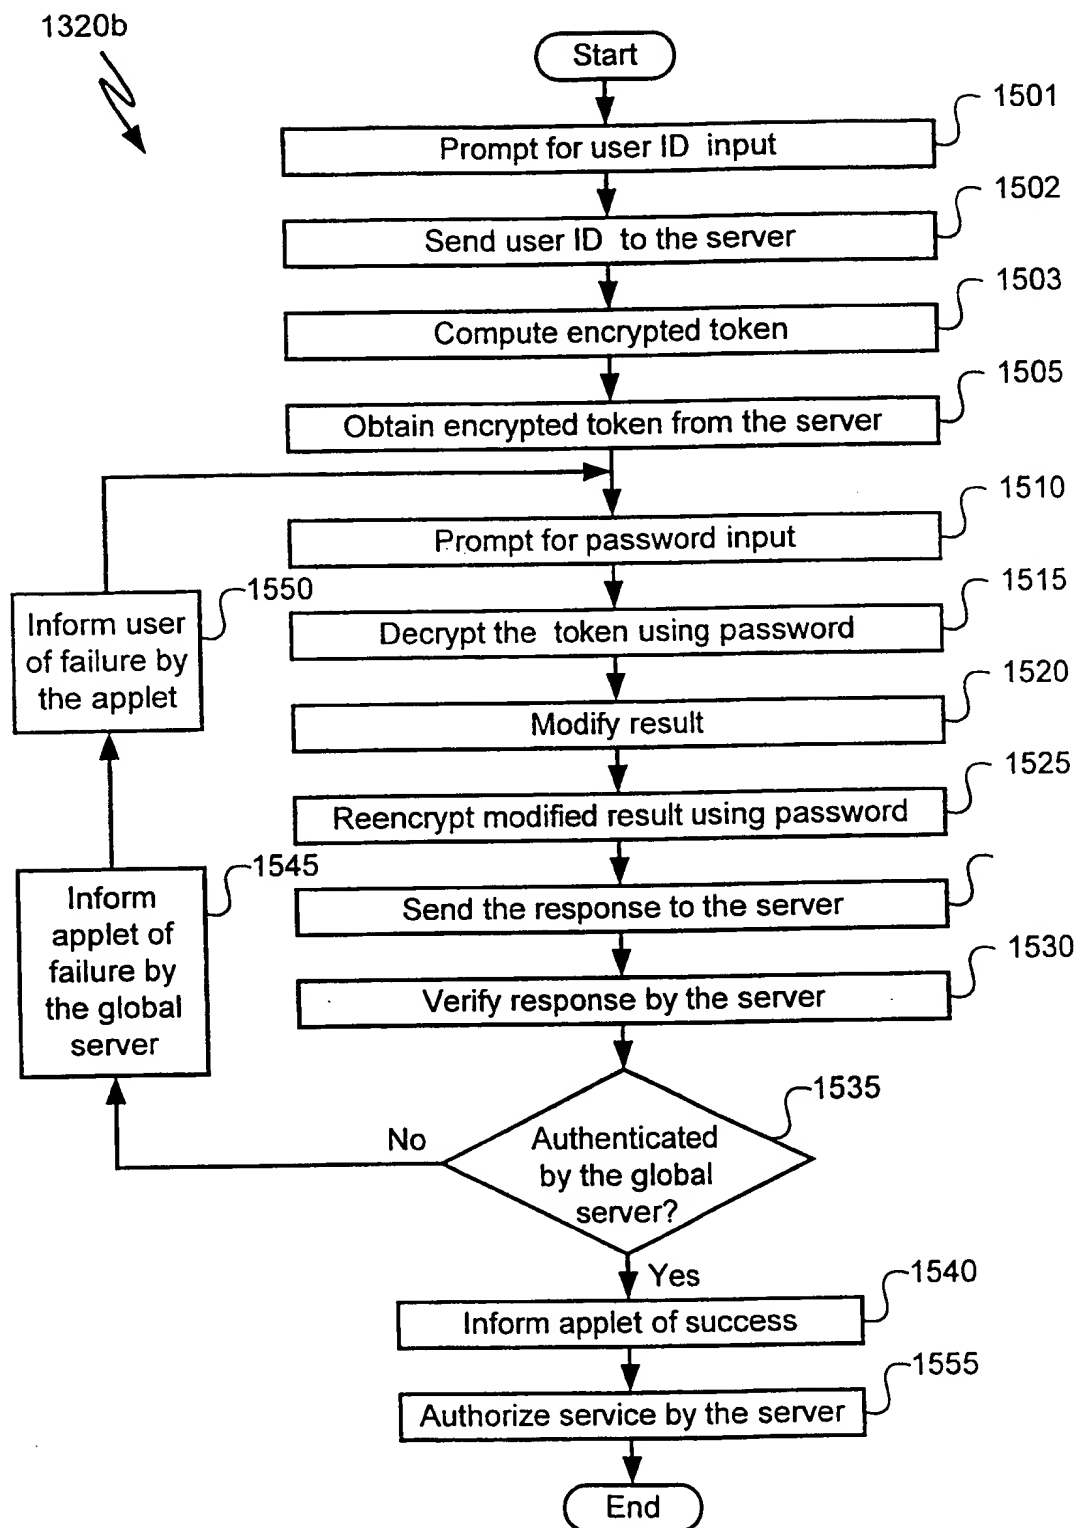 1320b
Start
1501
Prompt for user ID input
1502
Send user ID to the server
1503
Compute encrypted token
1505
Obtain encrypted token from the server
1510
Prompt for password input
1515
Decrypt the token using password
1520
Modify result
1525
Reencrypt modified result using password
Send the response to the server
1530
Verify response by the server
1535
Authenticated
by the global
server?
No
1545
Inform
applet of
failure by
the global
server
1550
Inform user
of failure by
the applet
Yes
1540
Inform applet of success
1555
Authorize service by the server
End